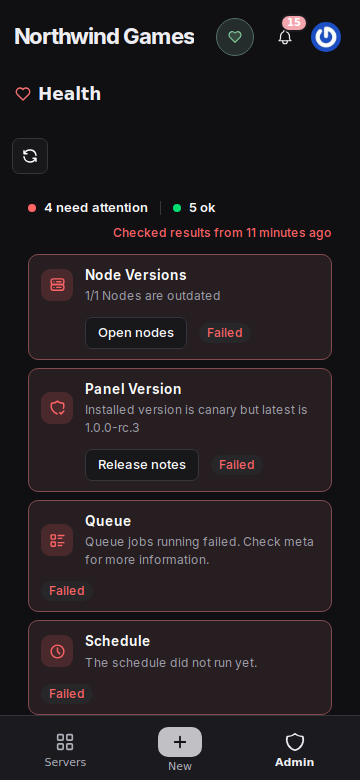 Northwind Games
15
Health
4 need attention
5 ok
Checked results from 11 minutes ago
Node Versions
1/1 Nodes are outdated
Open nodes
Failed
Panel Version
Installed version is canary but latest is
1.0.0-rc.3
Release notes
Failed
Queue
Queue jobs running failed. Check meta
for more information.
Failed
Schedule
The schedule did not run yet.
Failed
Servers
New
Admin